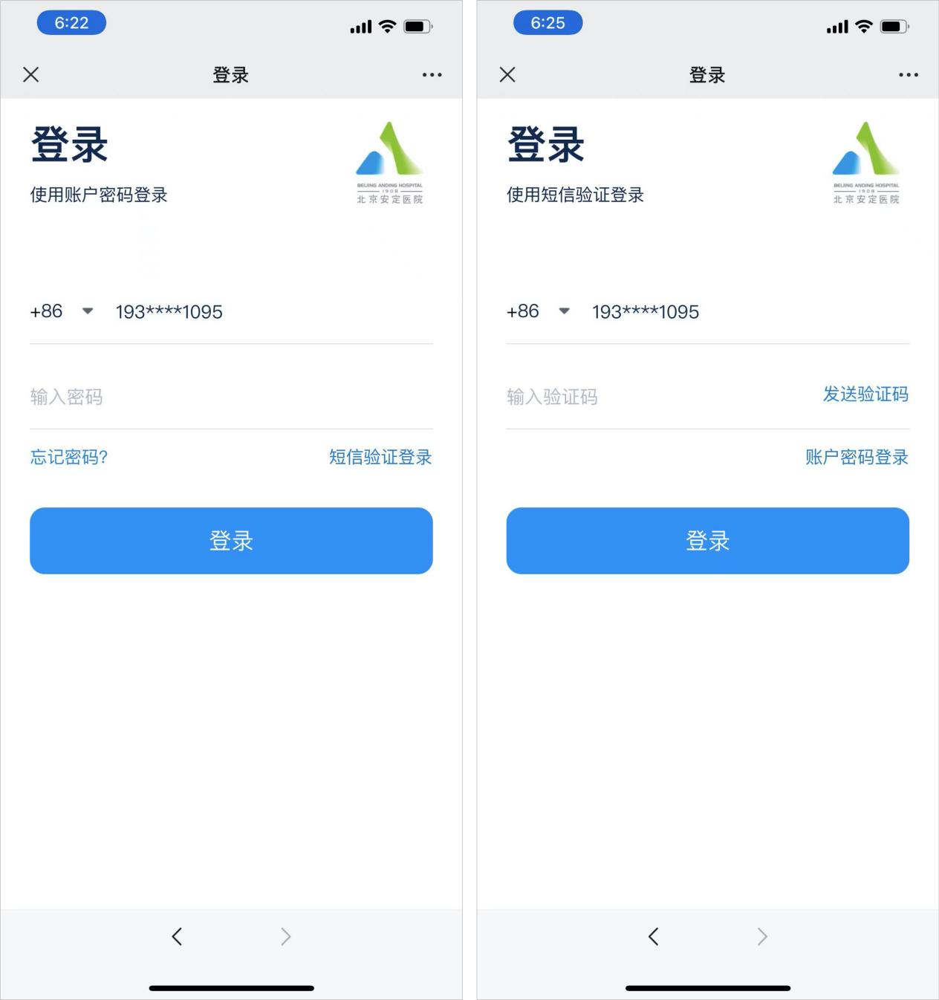 6:22
登录
登录
BEIJING ANDING HOSPITAL
1908
北京安定医院
使用账户密码登录
+86 193****1095
输入密码
忘记密码? 短信验证登录
登录
6:25
登录
登录
BEIJING ANDING HOSPITAL
1908
北京安定医院
使用短信验证登录
+86 193****1095
输入验证码 发送验证码
账户密码登录
登录